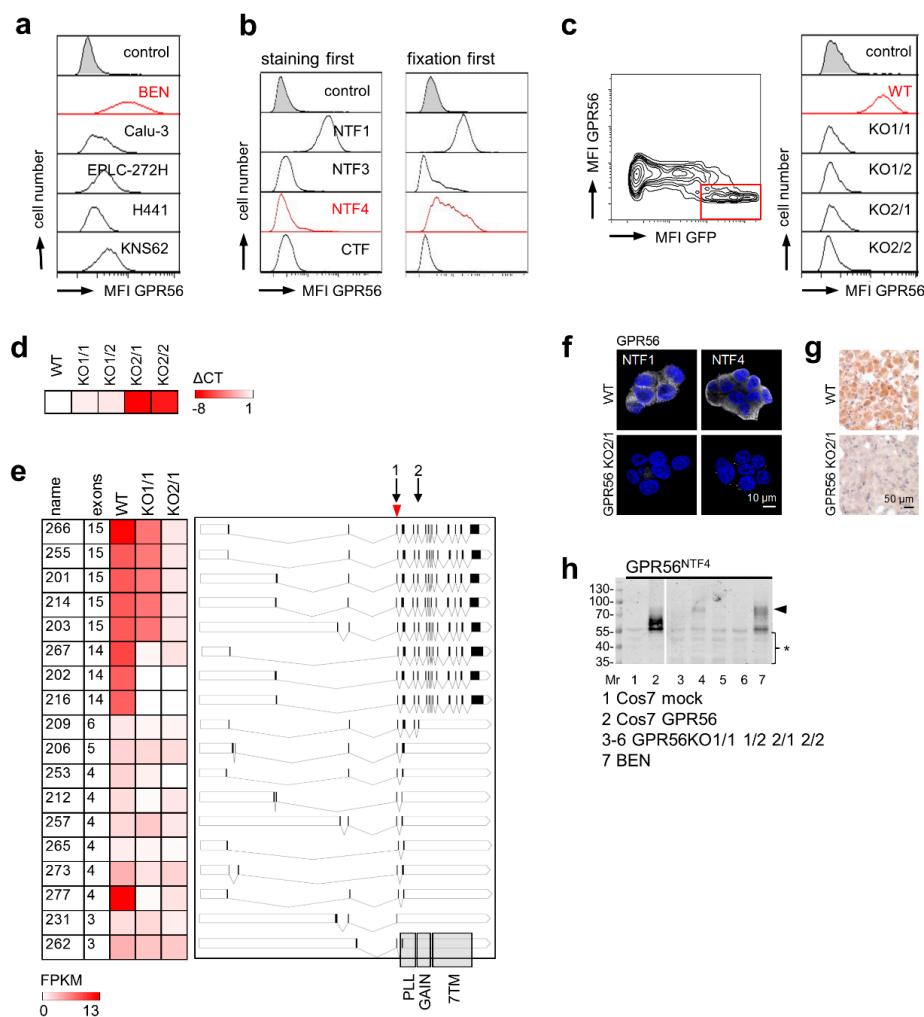 a
control
BEN
Calu-3
EPLC-272H
H441
KNS62
cell number
MFI GPR56
b
staining first
fixation first
control
NTF1
NTF3
NTF4
CTF
cell number
MFI GPR56
c
MFI GPR56
MFI GFP
control
WT
KO1/1
KO1/2
KO2/1
KO2/2
cell number
MFI GPR56
d
WT
KO1/1
KO1/2
KO2/1
KO2/2
ΔCT
-8 1
e
name exons WT KO1/1 KO2/1
1 2
266 15
255 15
201 15
214 15
203 15
267 14
202 14
216 14
209 6
206 5
253 4
212 4
257 4
265 4
273 4
277 4
231 3
262 3
PLL GAIN 7TM
FPKM
0 13
f
GPR56
NTF1 NTF4
WT
GPR56 KO2/1
10 µm
g
WT
GPR56 KO2/1
50 µm
h
GPR56NTF4
130-
100-
70-
55-
40-
35-
*
Mr 1 2 3 4 5 6 7
1 Cos7 mock
2 Cos7 GPR56
3-6 GPR56KO1/1 1/2 2/1 2/2
7 BEN